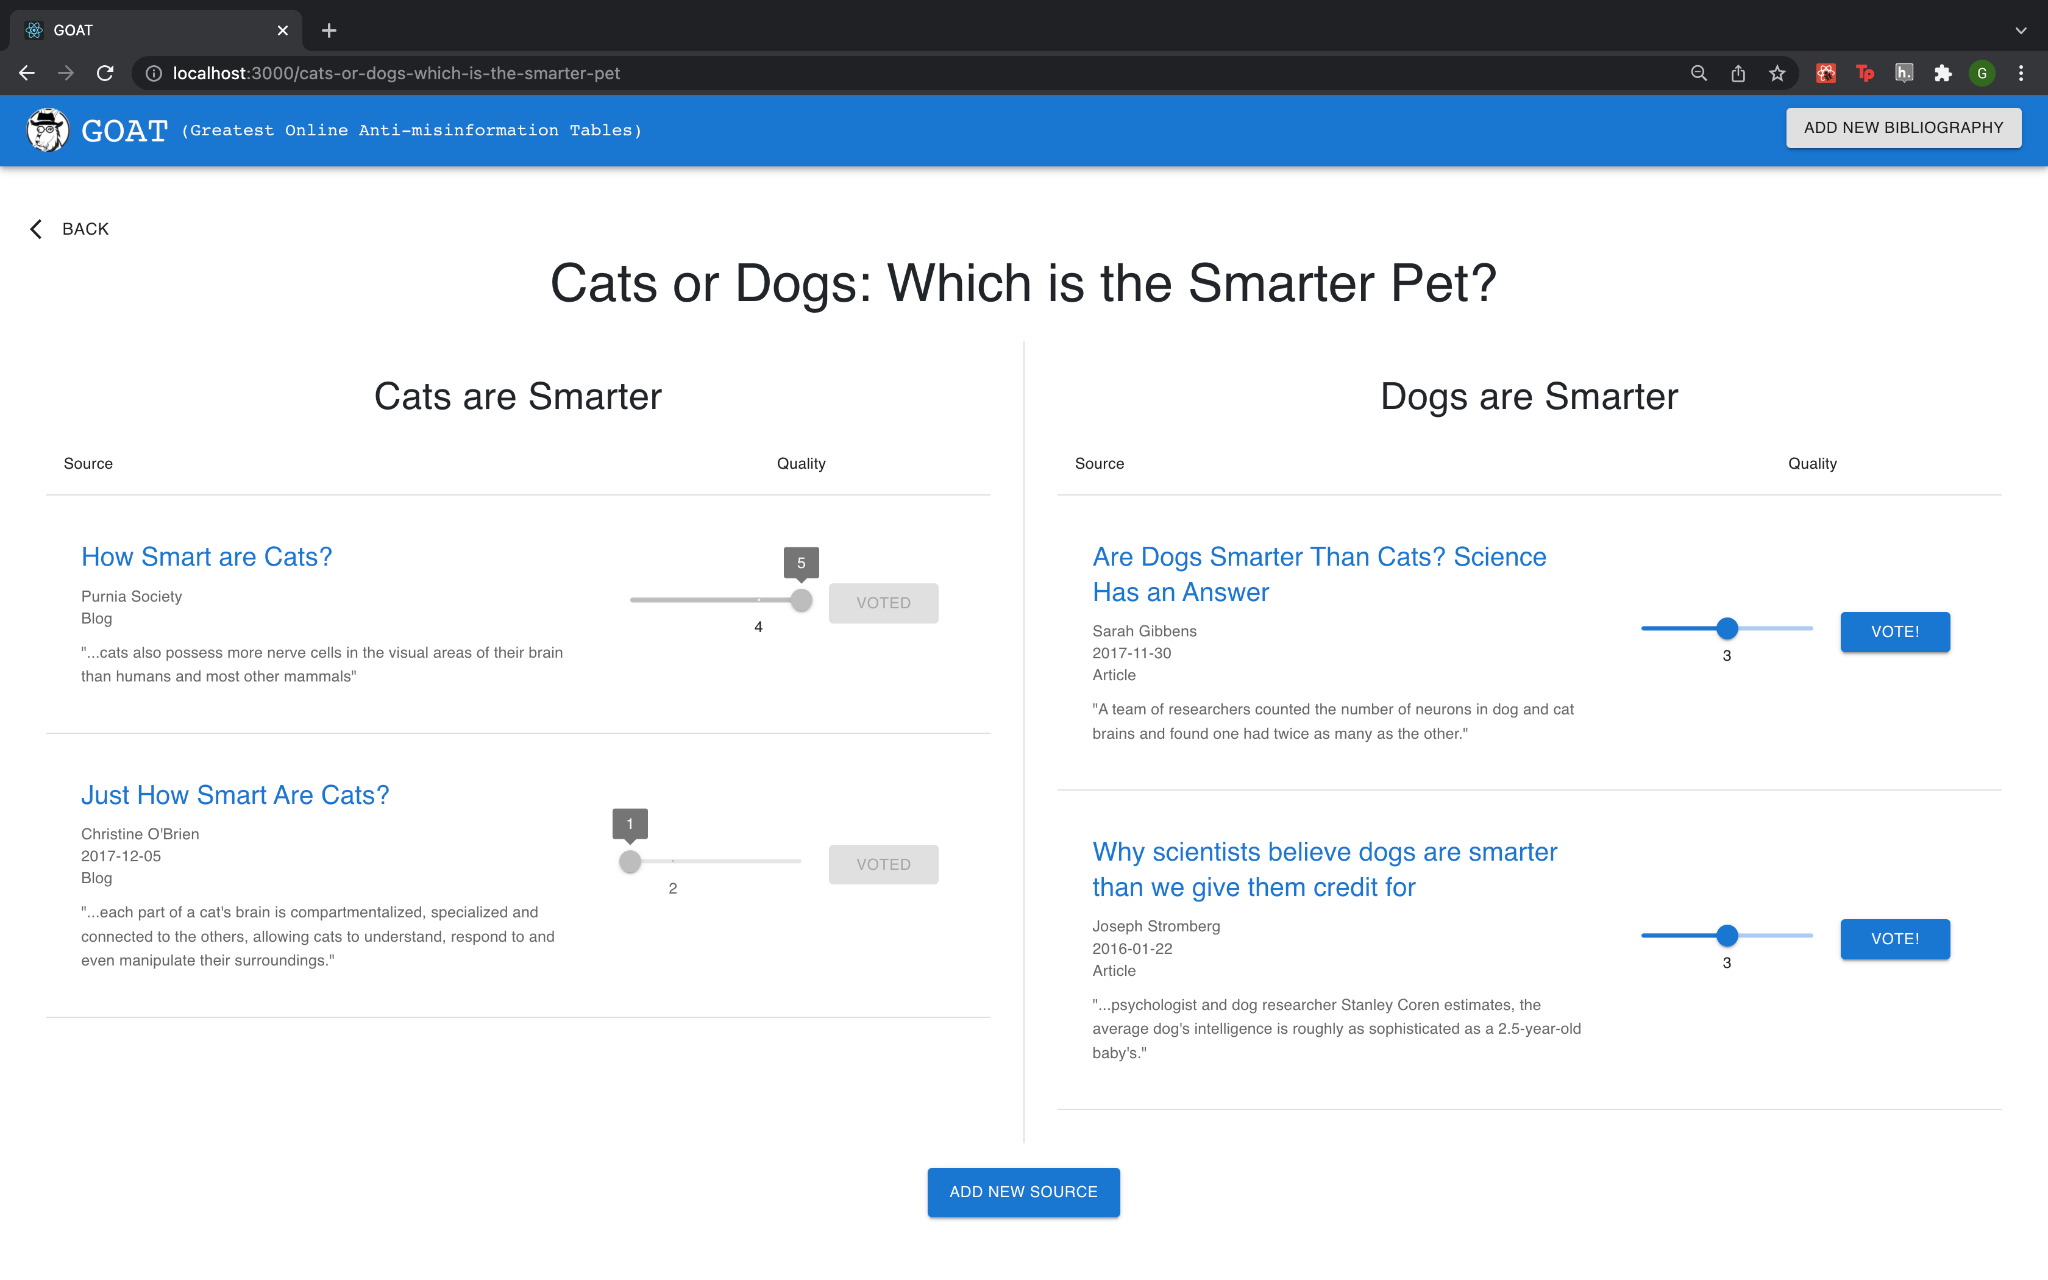 GOAT
localhost:3000/cats-or-dogs-which-is-the-smarter-pet
Tp
h.
G
GOAT (Greatest Online Anti-misinformation Tables)
ADD NEW BIBLIOGRAPHY
BACK
Cats or Dogs: Which is the Smarter Pet?
Cats are Smarter
Source Quality
How Smart are Cats?
Purnia Society
Blog
"...cats also possess more nerve cells in the visual areas of their brain
than humans and most other mammals"
5
4
VOTED
Just How Smart Are Cats?
Christine O'Brien
2017-12-05
Blog
"...each part of a cat's brain is compartmentalized, specialized and
connected to the others, allowing cats to understand, respond to and
even manipulate their surroundings."
1
2
VOTED
Dogs are Smarter
Source Quality
Are Dogs Smarter Than Cats? Science
Has an Answer
Sarah Gibbens
2017-11-30
Article
"A team of researchers counted the number of neurons in dog and cat
brains and found one had twice as many as the other."
3
VOTE!
Why scientists believe dogs are smarter
than we give them credit for
Joseph Stromberg
2016-01-22
Article
"...psychologist and dog researcher Stanley Coren estimates, the
average dog's intelligence is roughly as sophisticated as a 2.5-year-old
baby's."
3
VOTE!
ADD NEW SOURCE